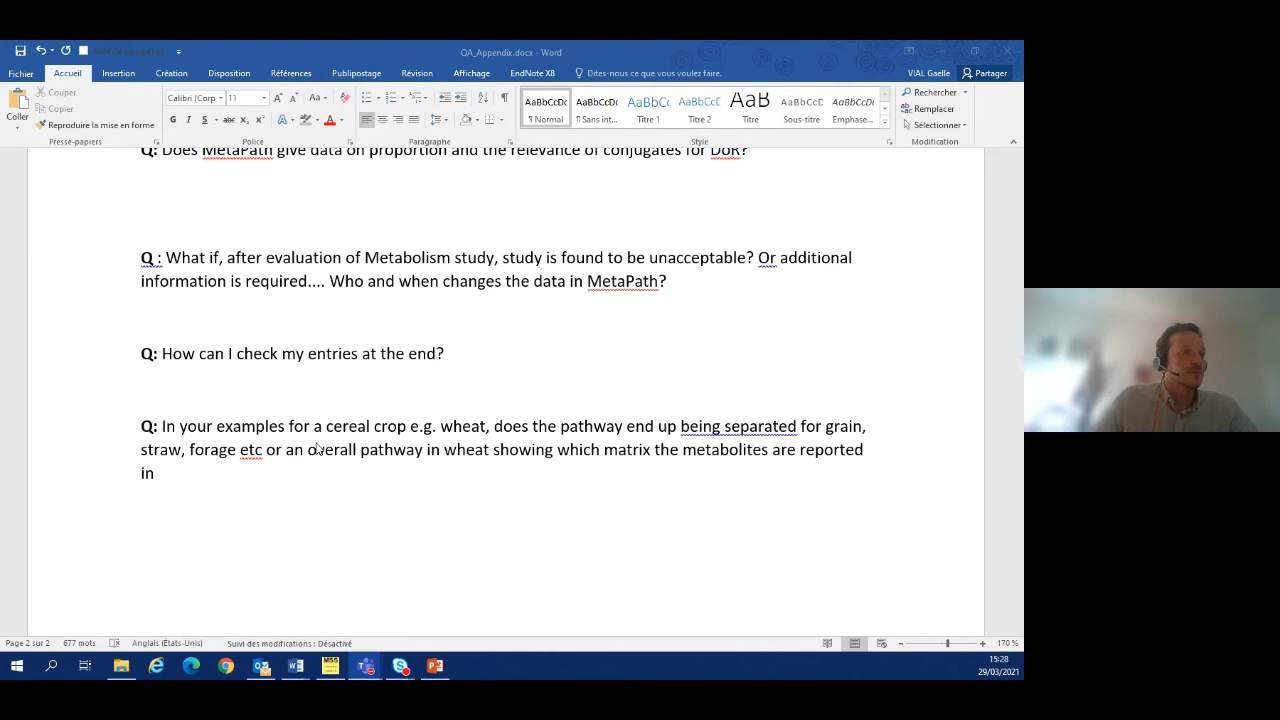 QA_Appendix.docx - Word
Fichier Accueil Insertion Création Disposition Références Publipostage Révision Affichage EndNote X8 Dites-nous ce que vous voulez faire. VIAL Gaelle Partager
Coller
Couper
Copier
Reproduire la mise en forme
Presse-papiers
Calibri (Corp 11
G I S abc
Police
Paragraphe
AaBbCcDc AaBbCcDc AaBbC AaBbCcD AaB AaBbCcD AaBbCcDc
¶ Normal ¶ Sans int... Titre 1 Titre 2 Titre Sous-titre Emphase...
Style
Rechercher
Remplacer
Sélectionner
Modification
Q: Does MetaPath give data on proportion and the relevance of conjugates for DoR?
Q : What if, after evaluation of Metabolism study, study is found to be unacceptable? Or additional
information is required.... Who and when changes the data in MetaPath?
Q: How can I check my entries at the end?
Q: In your examples for a cereal crop e.g. wheat, does the pathway end up being separated for grain,
straw, forage etc or an overall pathway in wheat showing which matrix the metabolites are reported
in
Page 2 sur 2 677 mots Anglais (États-Unis) Suivi des modifications : Désactivé 170 %
15:28
29/03/2021